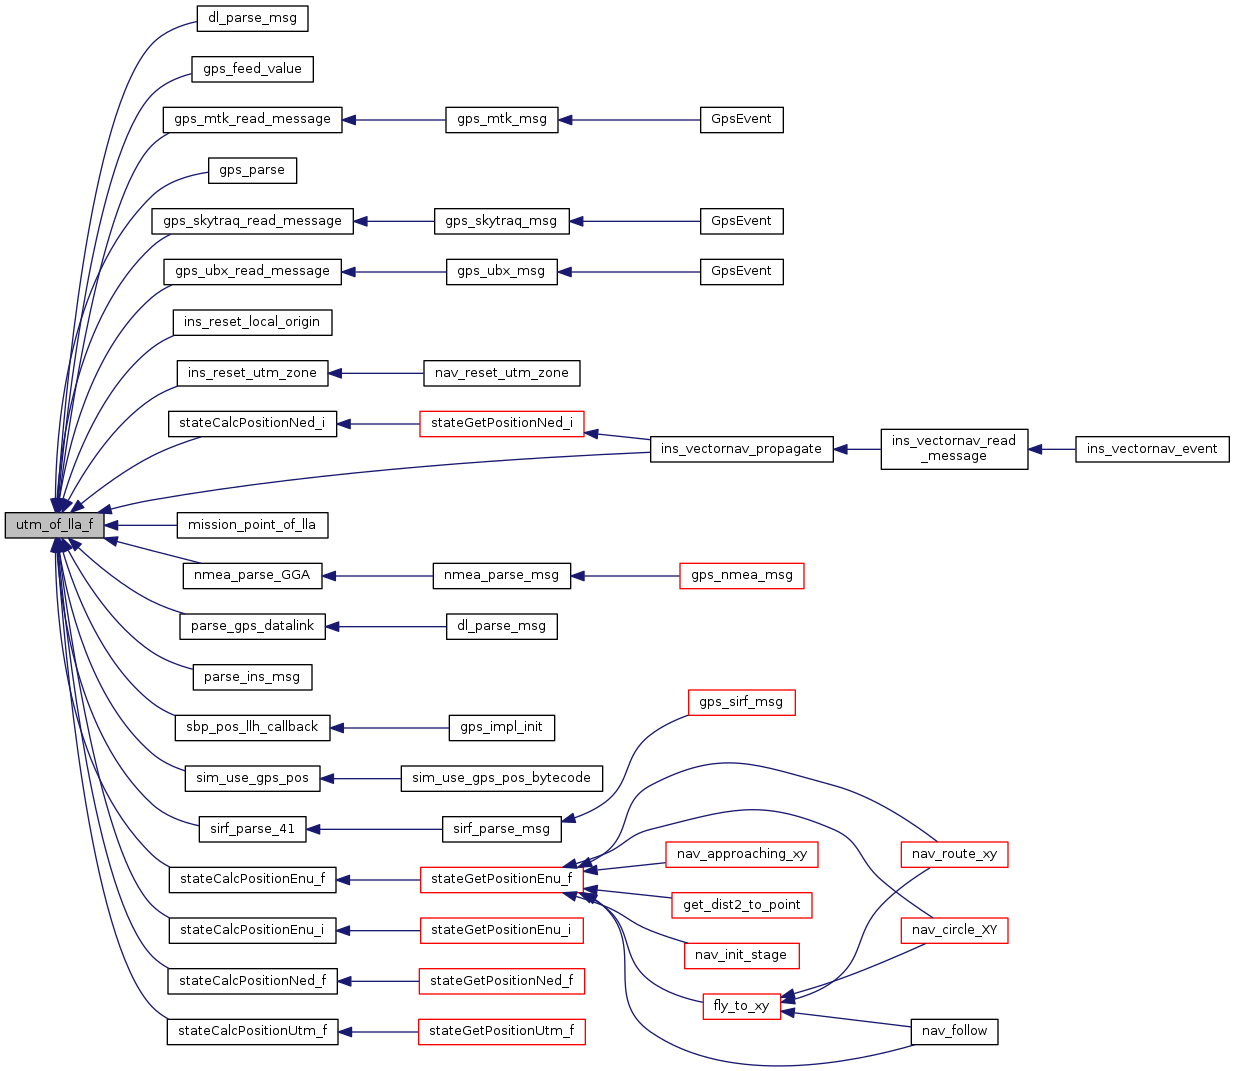 dl_parse_msg
gps_feed_value
gps_mtk_read_message
gps_mtk_msg
GpsEvent
gps_parse
gps_skytraq_read_message
gps_skytraq_msg
GpsEvent
gps_ubx_read_message
gps_ubx_msg
GpsEvent
ins_reset_local_origin
ins_reset_utm_zone
nav_reset_utm_zone
stateCalcPositionNed_i
stateGetPositionNed_i
ins_vectornav_propagate
ins_vectornav_read
_message
ins_vectornav_event
utm_of_lla_f
mission_point_of_lla
nmea_parse_GGA
nmea_parse_msg
gps_nmea_msg
parse_gps_datalink
dl_parse_msg
parse_ins_msg
gps_sirf_msg
sbp_pos_llh_callback
gps_impl_init
sim_use_gps_pos
sim_use_gps_pos_bytecode
sirf_parse_41
sirf_parse_msg
nav_approaching_xy
nav_route_xy
stateCalcPositionEnu_f
stateGetPositionEnu_f
get_dist2_to_point
stateCalcPositionEnu_i
stateGetPositionEnu_i
nav_circle_XY
nav_init_stage
stateCalcPositionNed_f
stateGetPositionNed_f
fly_to_xy
stateCalcPositionUtm_f
stateGetPositionUtm_f
nav_follow